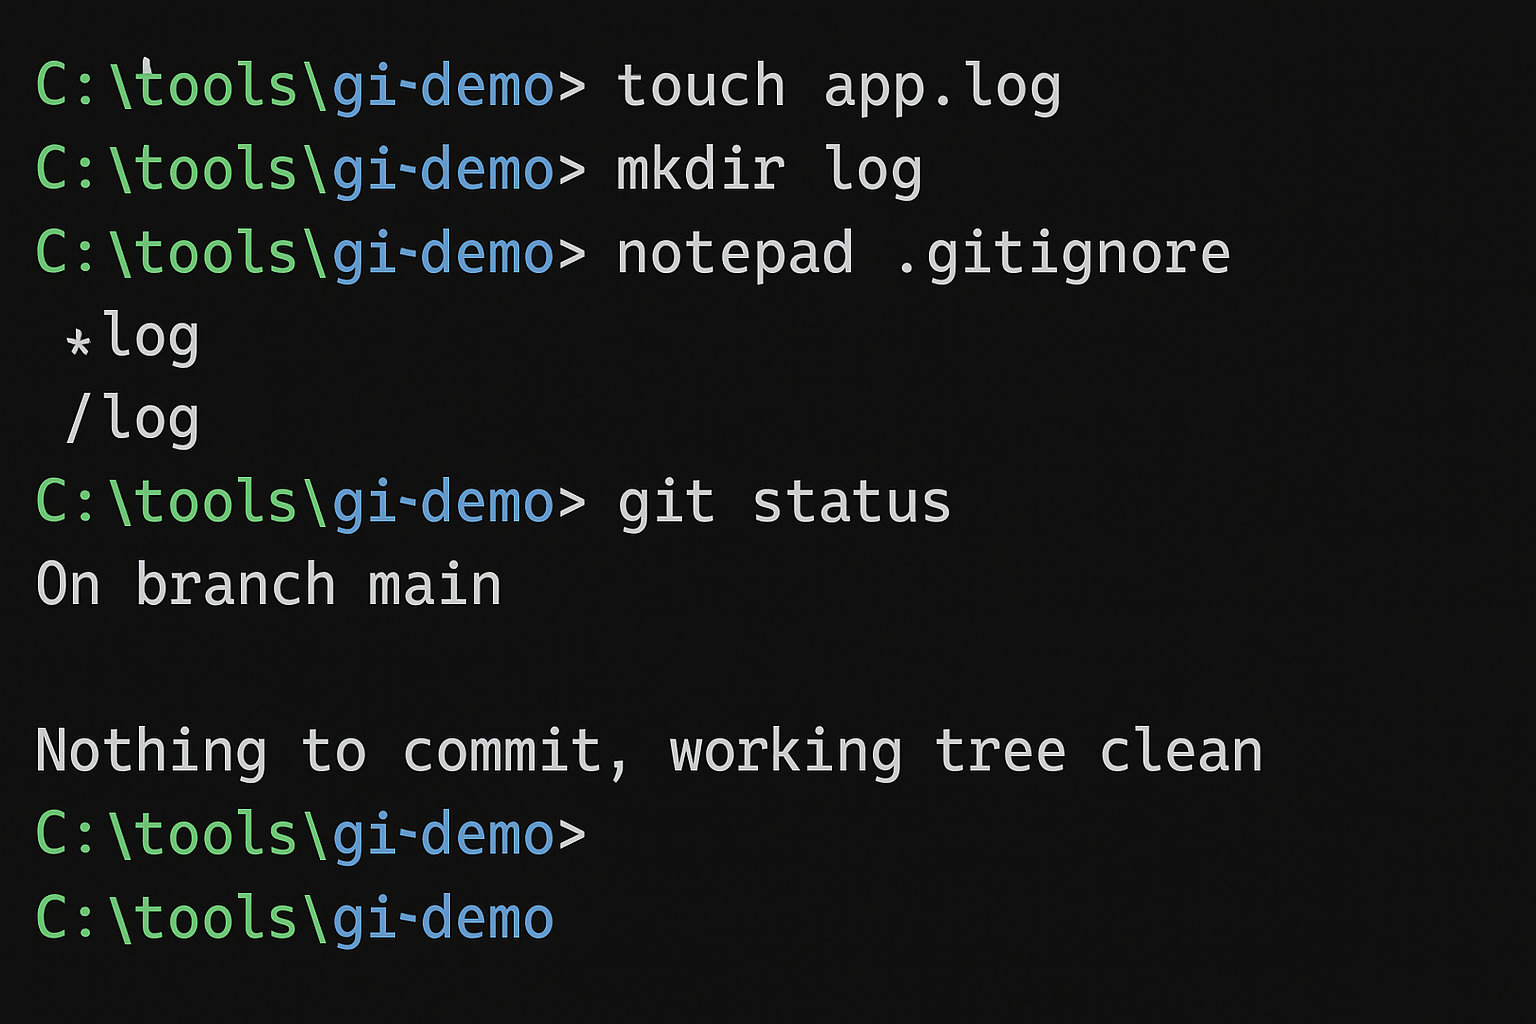 C:\tools\gi-demo> touch app.log
C:\tools\gi-demo> mkdir log
C:\tools\gi-demo> notepad .gitignore
*log
/log
C:\tools\gi-demo> git status
On branch main
Nothing to commit, working tree clean
C:\tools\gi-demo>
C:\tools\gi-demo